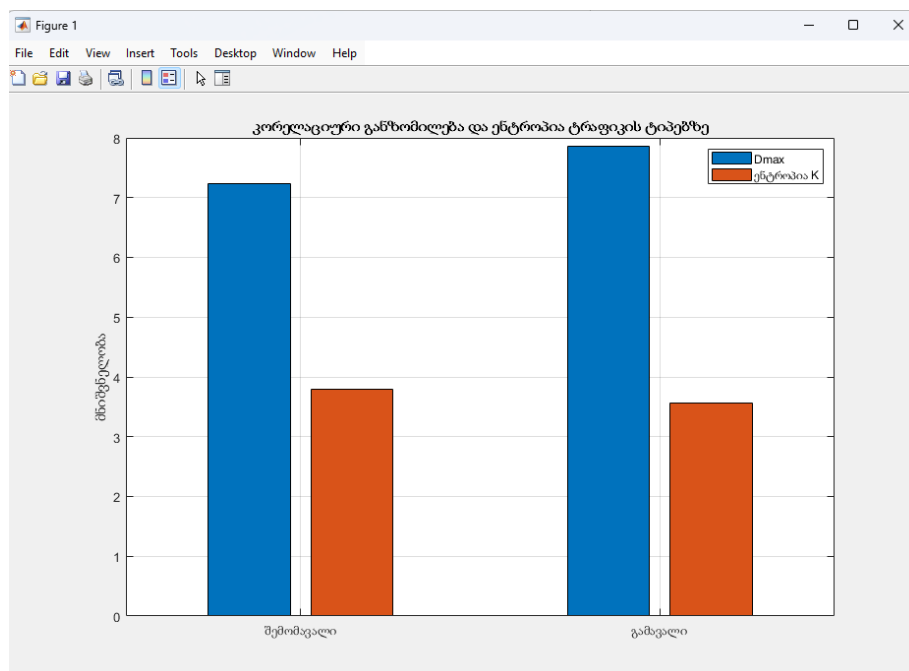 Figure 1
File Edit View Insert Tools Desktop Window Help
კორელაციური განზომილება და ენტროპია ტრაფიკის ტიპებზე
Dmax
ენტროპია K
8
7
6
5
4
3
2
1
0
მნიშვნელობა
შემომავალი გამავალი